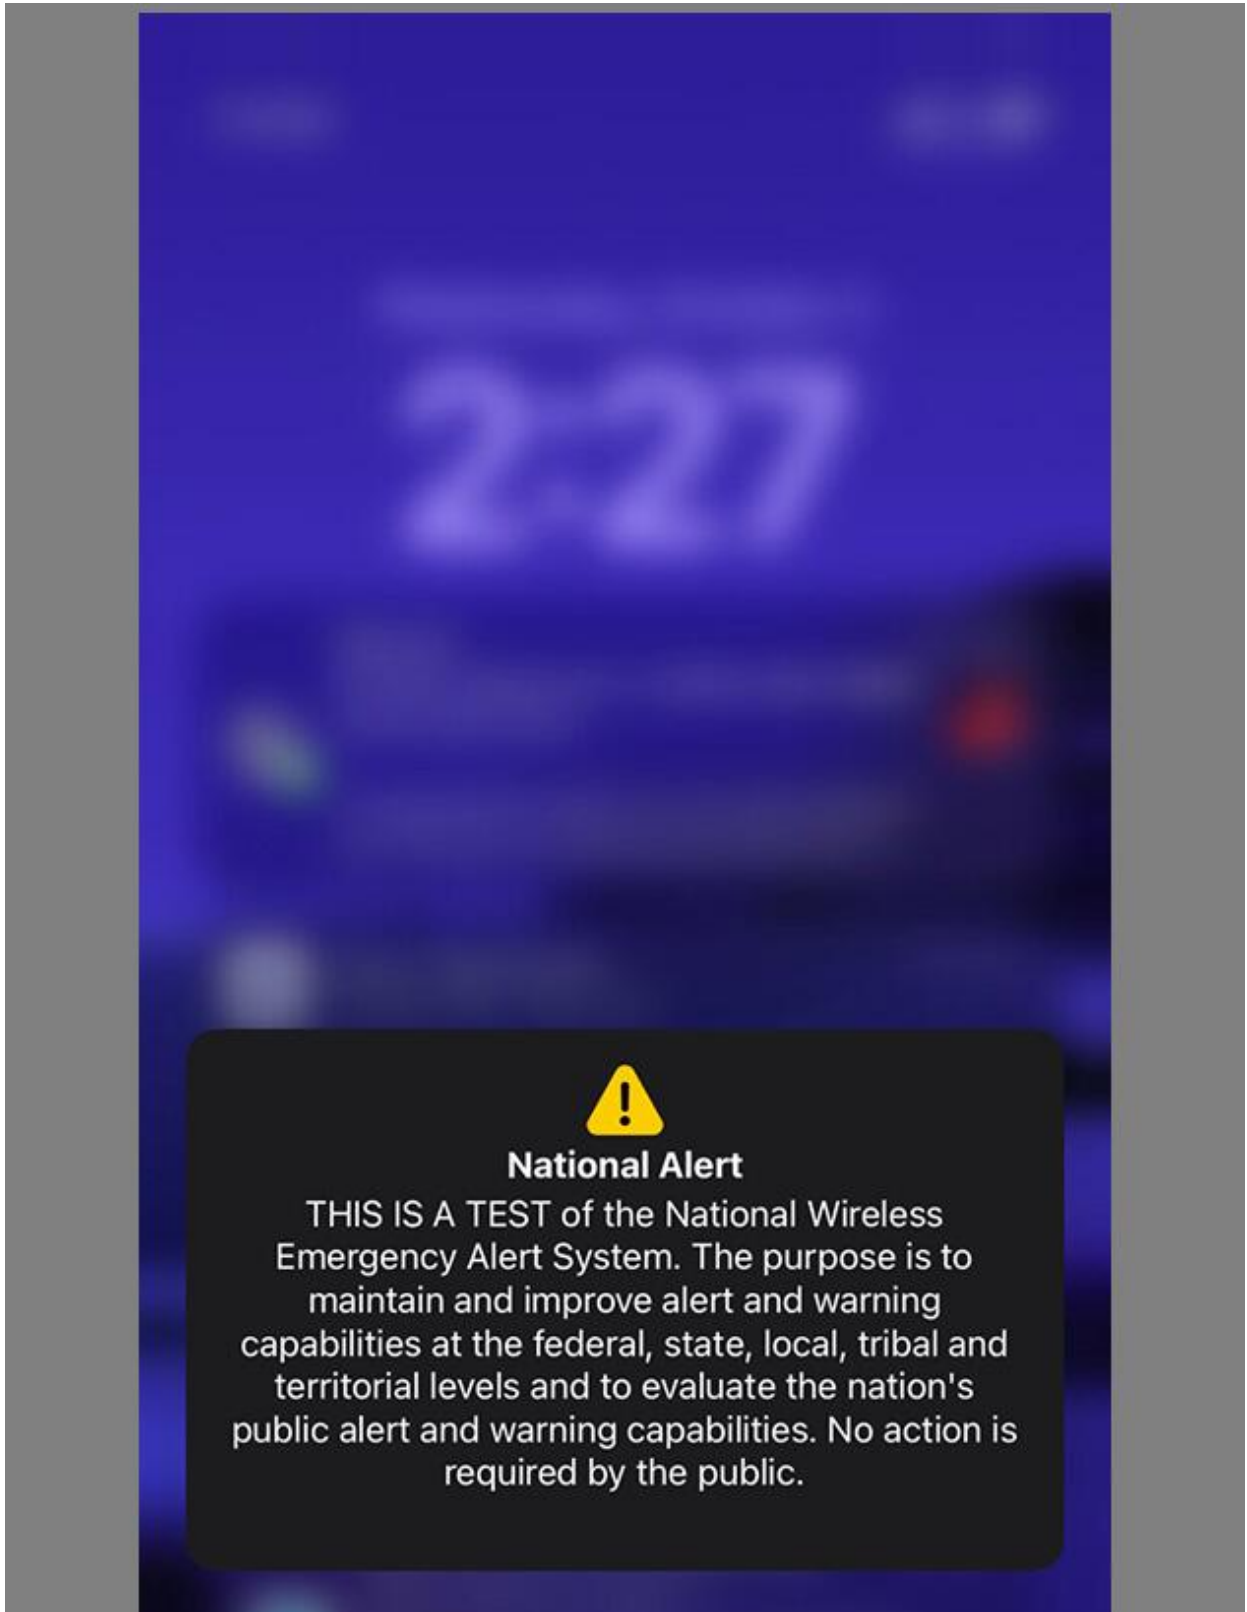 2:27
National Alert
THIS IS A TEST of the National Wireless
Emergency Alert System. The purpose is to
maintain and improve alert and warning
capabilities at the federal, state, local, tribal and
territorial levels and to evaluate the nation's
public alert and warning capabilities. No action is
required by the public.